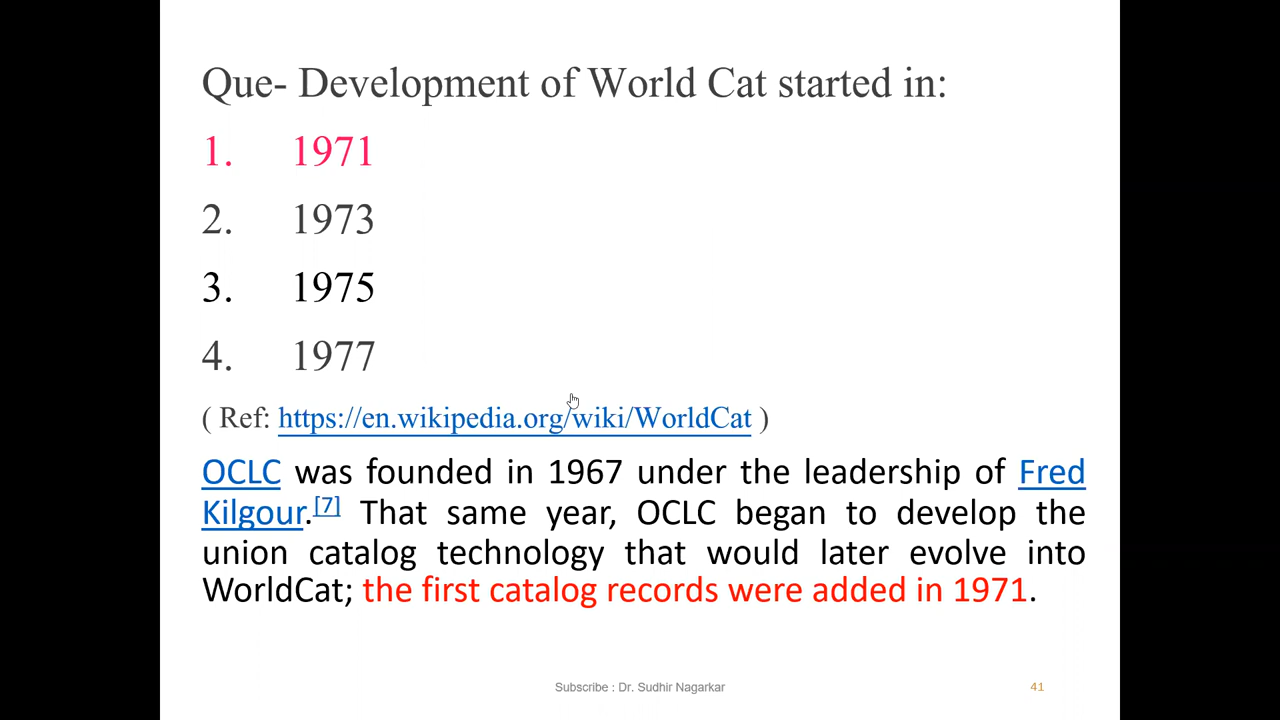 Que- Development of World Cat started in:
1. 1971
2. 1973
3. 1975
4. 1977
( Ref: https://en.wikipedia.org/wiki/WorldCat )
OCLC was founded in 1967 under the leadership of Fred
Kilgour.[7] That same year, OCLC began to develop the
union catalog technology that would later evolve into
WorldCat; the first catalog records were added in 1971.
Subscribe : Dr. Sudhir Nagarkar
41